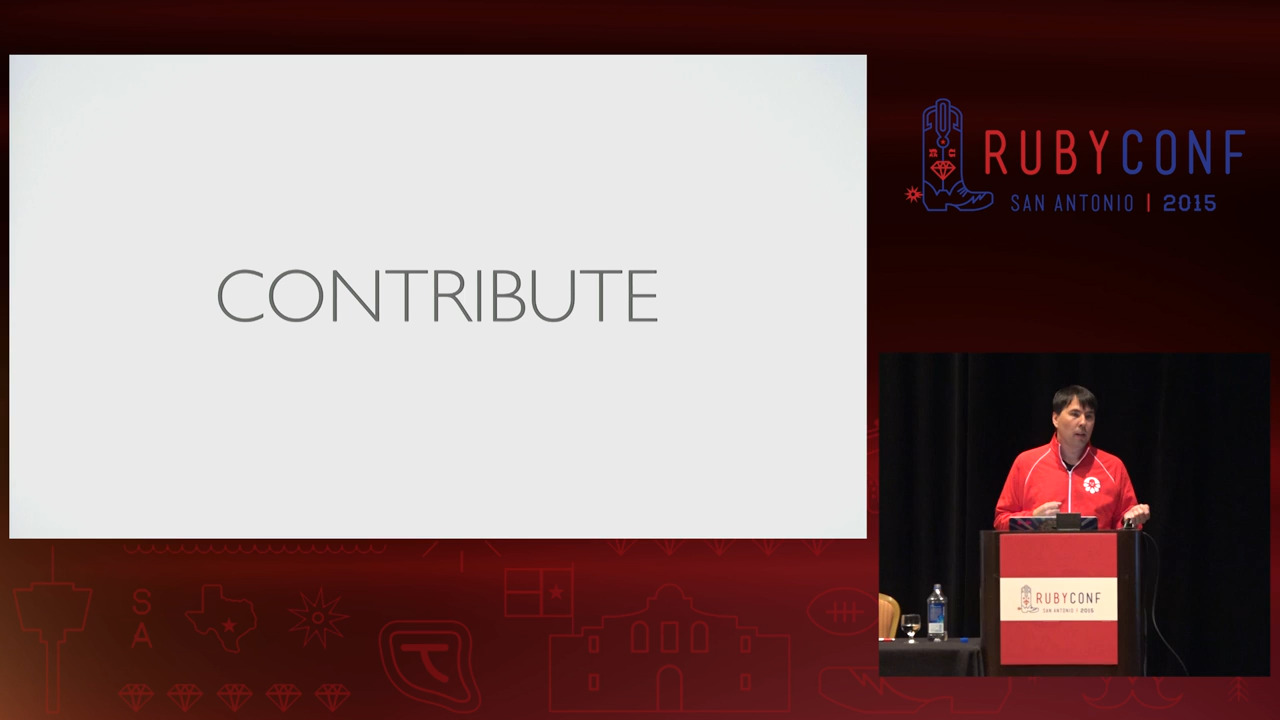 CONTRIBUTE
RUBYCONF
SAN ANTONIO | 2015
S
A
RUBYCONF
SAN ANTONIO | 2015